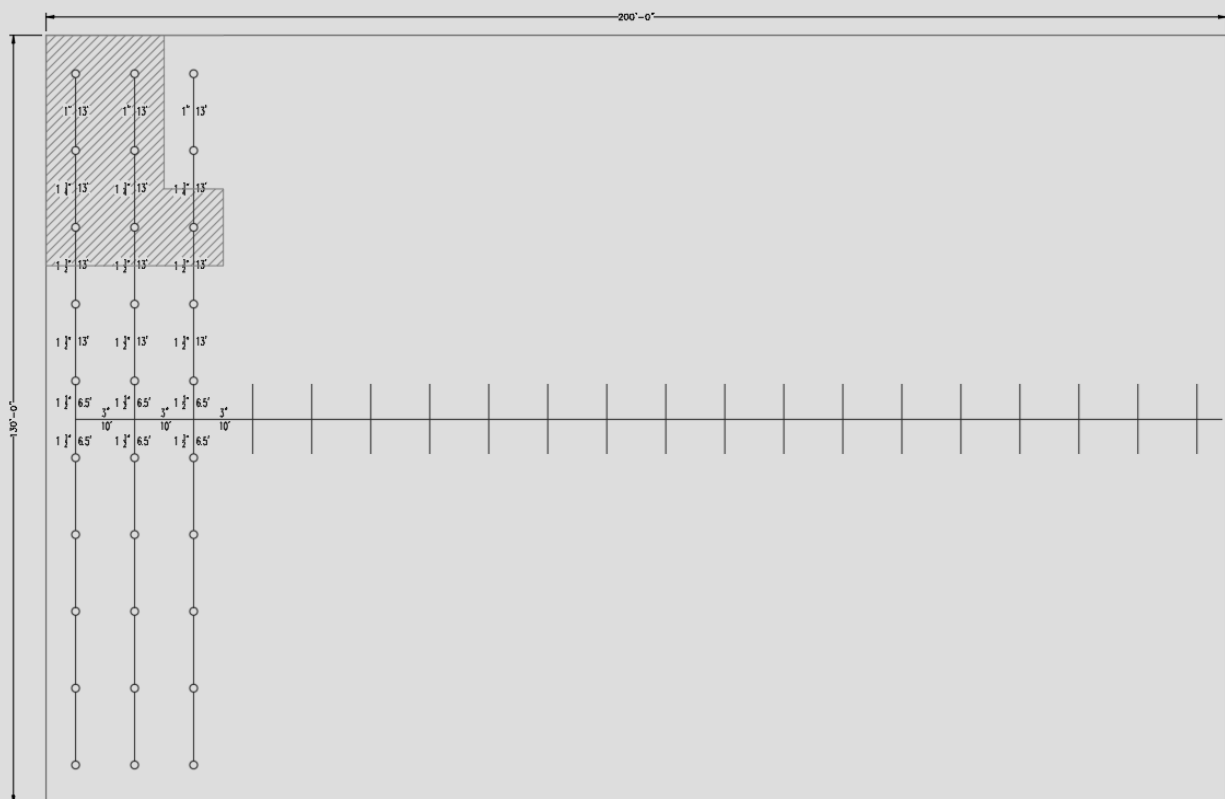 200'-0"
1" 13' 1" 13' 1" 13'
1 1/4" 13' 1 1/4" 13' 1 1/4" 13'
1 1/2" 13' 1 1/2" 13' 1 1/2" 13'
1 1/2" 13' 1 1/2" 13' 1 1/2" 13'
1 1/2" 6.5' 1 1/2" 6.5' 1 1/2" 6.5'
3" 3" 3"
10' 10' 10'
130'-0"
1 1/2" 6.5' 1 1/2" 6.5' 1 1/2" 6.5'